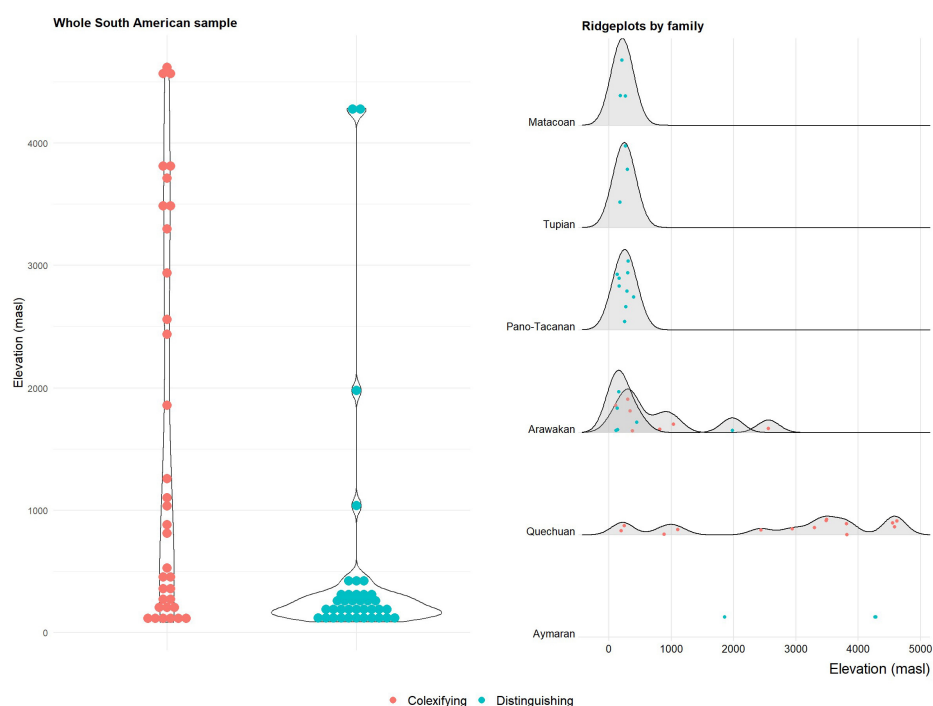 Whole South American sample
Elevation (masl)
4000
3000
2000
1000
0
Ridgeplots by family
Matacoan
Tupian
Pano-Tacanan
Arawakan
Quechuan
Aymaran
0 1000 2000 3000 4000 5000
Elevation (masl)
Colexifying Distinguishing